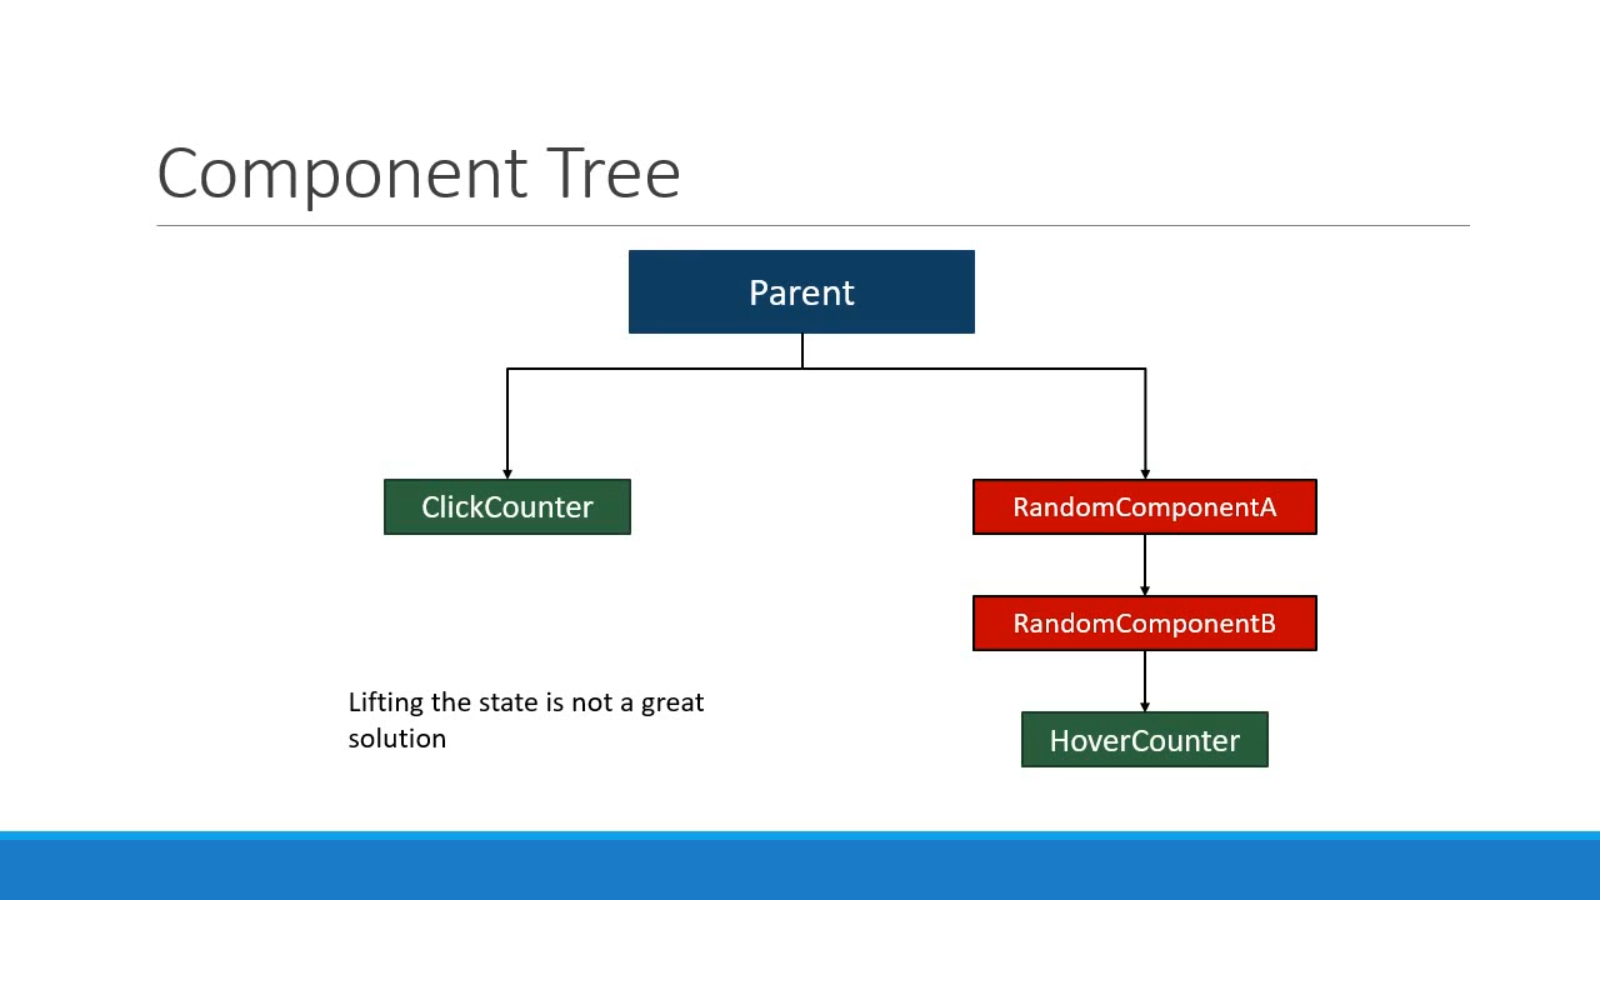 Component Tree
Parent
ClickCounter
RandomComponentA
RandomComponentB
Lifting the state is not a great
solution
HoverCounter